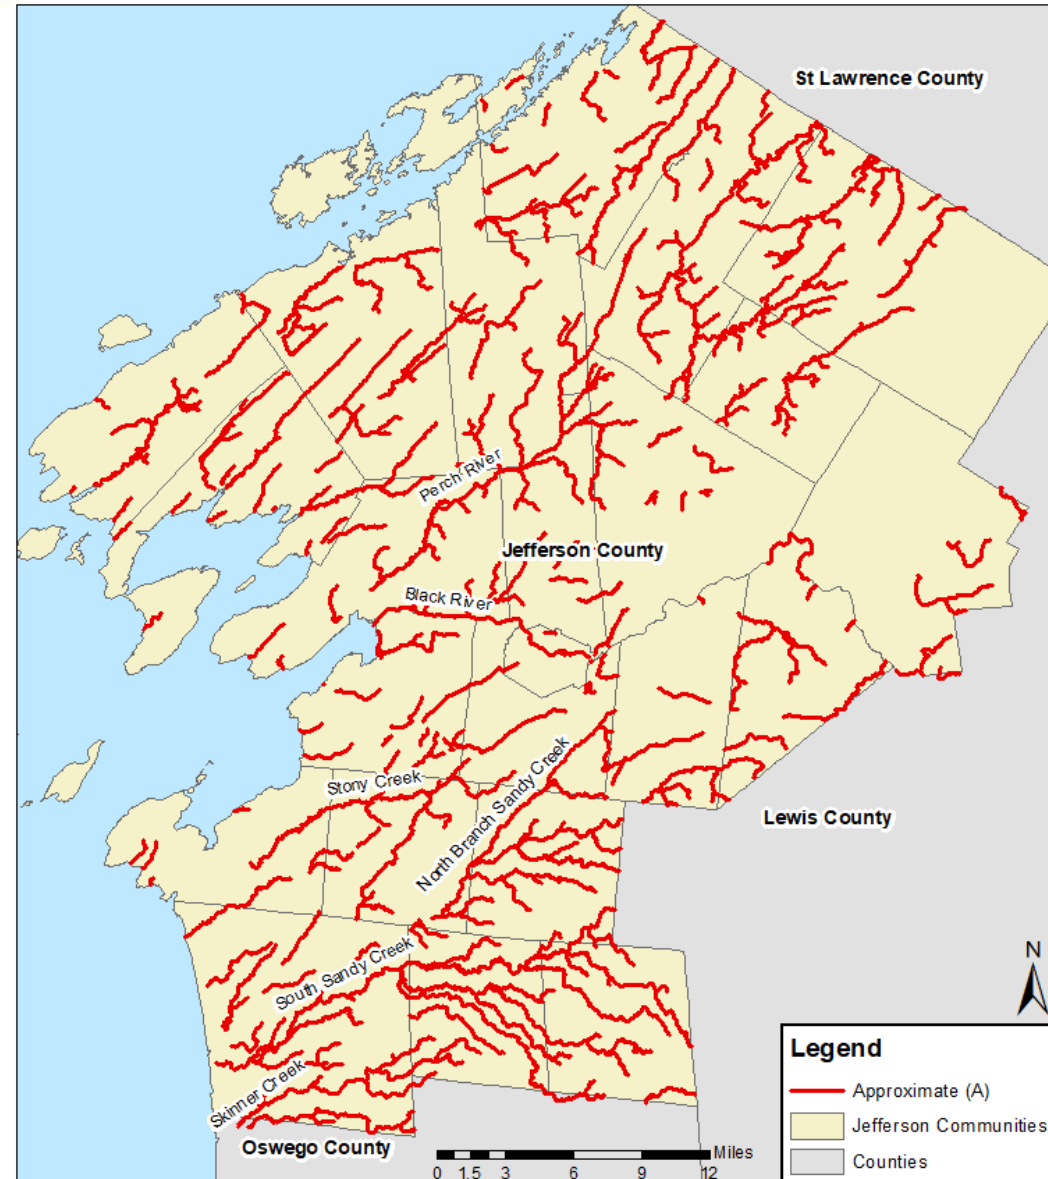 St Lawrence County
Perch River
Jefferson County
Black River
Stony Creek
North Branch Sandy Creek
Lewis County
South Sandy Creek
N
Skinner Creek
Oswego County
Legend
Approximate (A)
Jefferson Communities
Counties
Miles
0 1.5 3 6 9 12